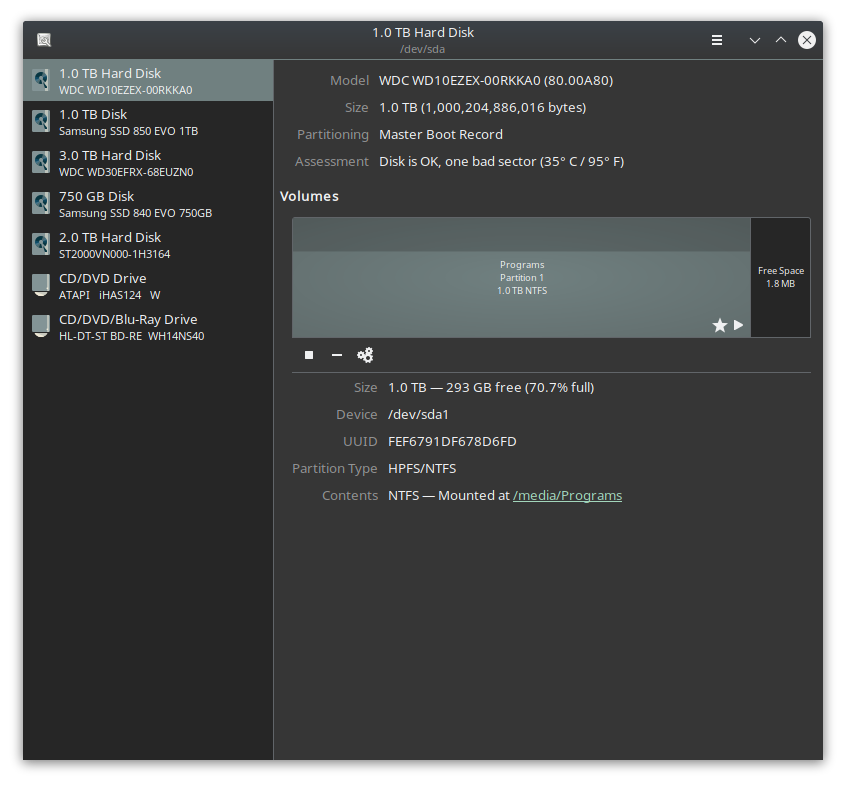 1.0 TB Hard Disk
/dev/sda
1.0 TB Hard Disk
WDC WD10EZEX-00RKKA0
1.0 TB Disk
Samsung SSD 850 EVO 1TB
3.0 TB Hard Disk
WDC WD30EFRX-68EUZN0
750 GB Disk
Samsung SSD 840 EVO 750GB
2.0 TB Hard Disk
ST2000VN000-1H3164
CD/DVD Drive
ATAPI iHAS124 W
CD/DVD/Blu-Ray Drive
HL-DT-ST BD-RE WH14NS40
Model WDC WD10EZEX-00RKKA0 (80.00A80)
Size 1.0 TB (1,000,204,886,016 bytes)
Partitioning Master Boot Record
Assessment Disk is OK, one bad sector (35° C / 95° F)
Volumes
Programs
Partition 1
1.0 TB NTFS
Free Space
1.8 MB
Size 1.0 TB — 293 GB free (70.7% full)
Device /dev/sda1
UUID FEF6791DF678D6FD
Partition Type HPFS/NTFS
Contents NTFS — Mounted at /media/Programs